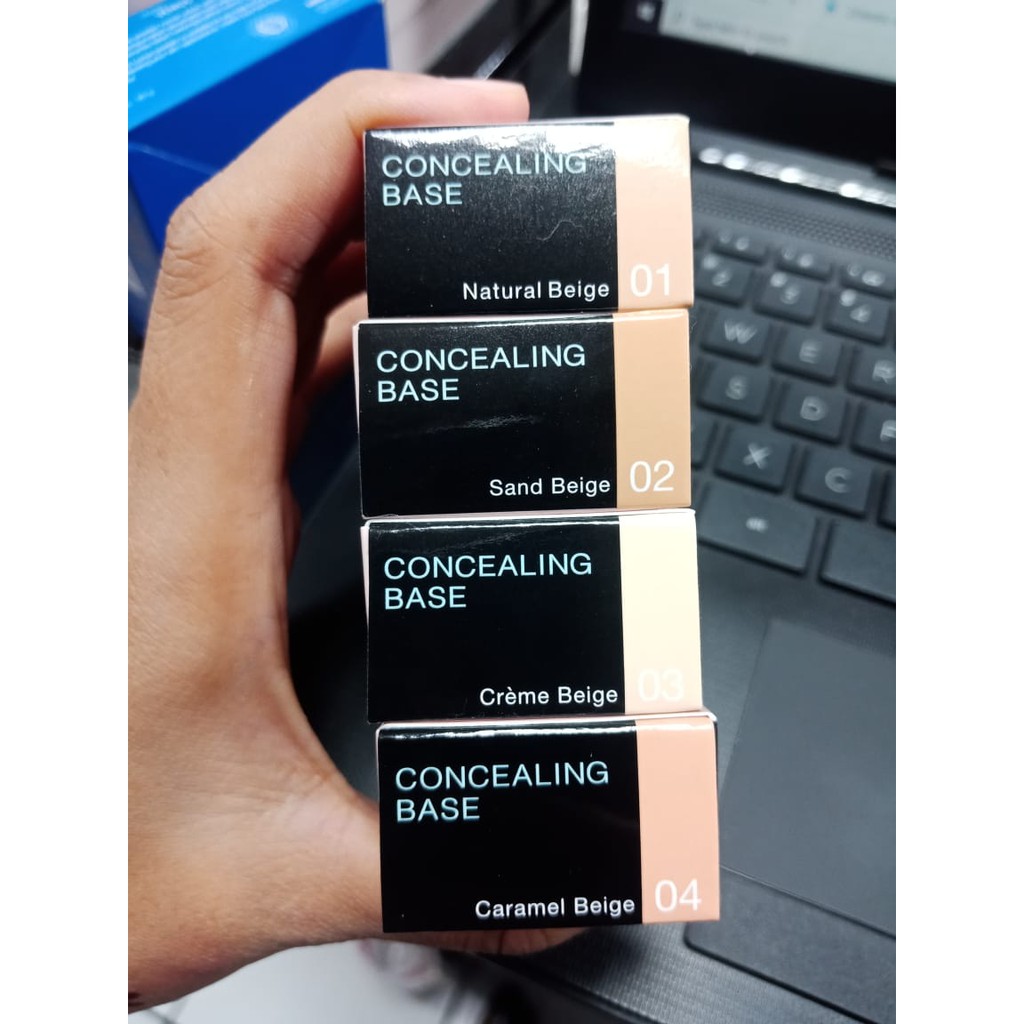 CONCEALING
BASE
Natural Beige
01
CONCEALING
BASE
Sand Beige
02
CONCEALING
BASE
Crème Beige
03
CONCEALING
BASE
Caramel Beige
04
W
E
R
S
D
F
X
C